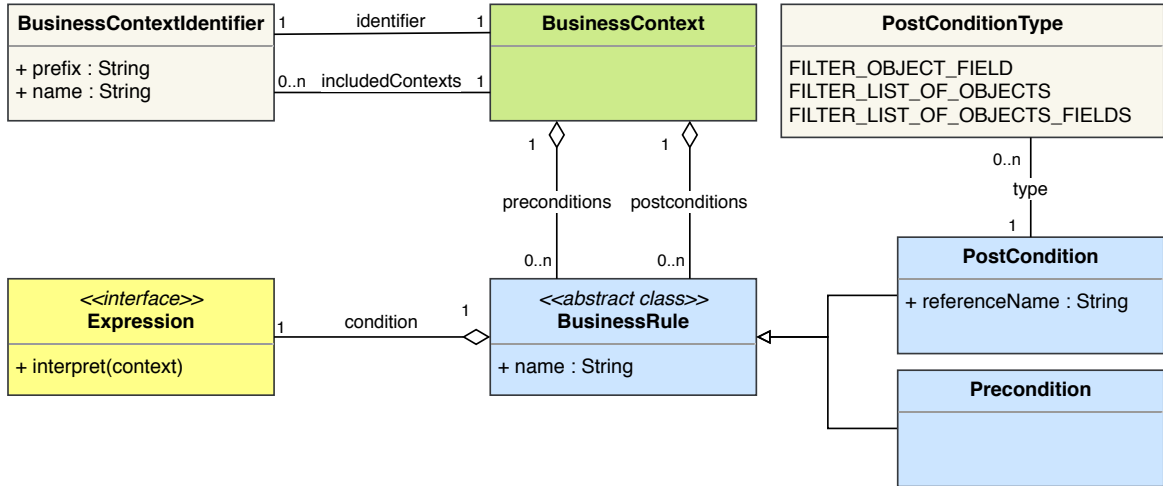 BusinessContextIdentifier
+ prefix : String
+ name : String
1 identifier 1
0..n includedContexts 1
BusinessContext
PostConditionType
FILTER_OBJECT_FIELD
FILTER_LIST_OF_OBJECTS
FILTER_LIST_OF_OBJECTS_FIELDS
1
preconditions
0..n
1
postconditions
0..n
0..n
type
1
<<interface>>
Expression
+ interpret(context)
1 condition 1
<<abstract class>>
BusinessRule
+ name : String
PostCondition
+ referenceName : String
Precondition